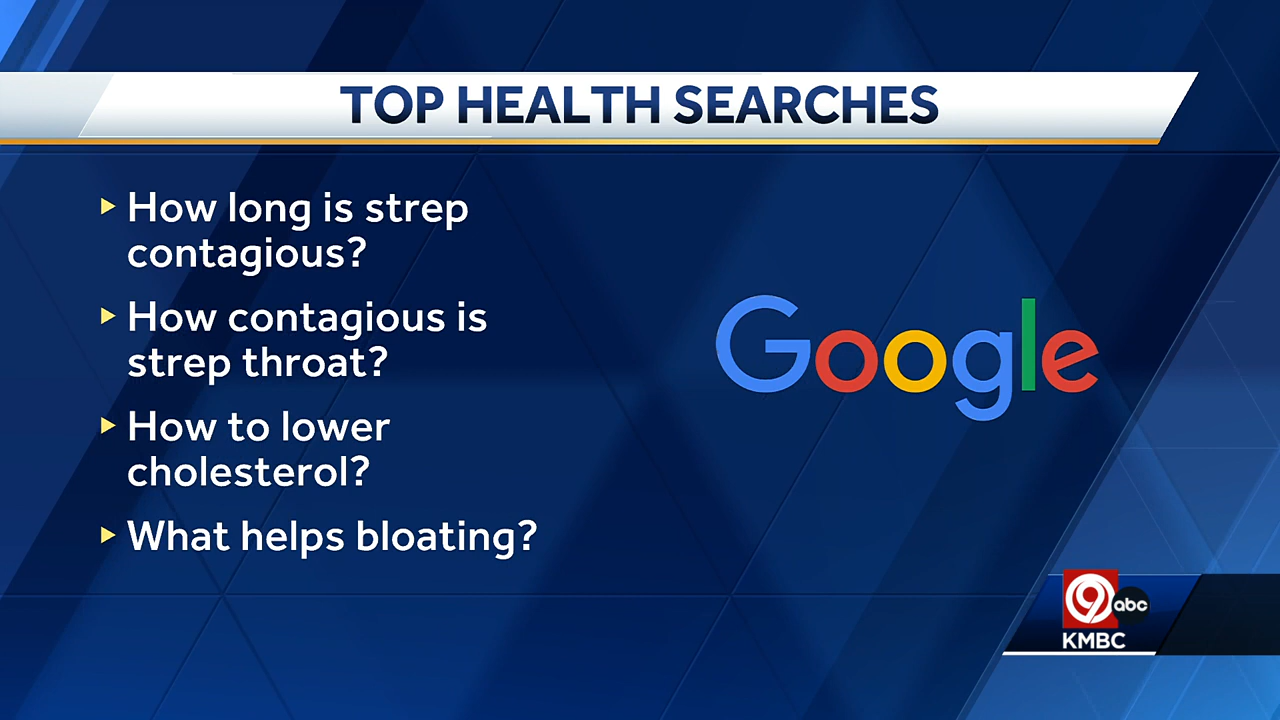 TOP HEALTH SEARCHES
How long is strep
contagious?
How contagious is
strep throat?
How to lower
cholesterol?
What helps bloating?
Google
9 abc
KMBC